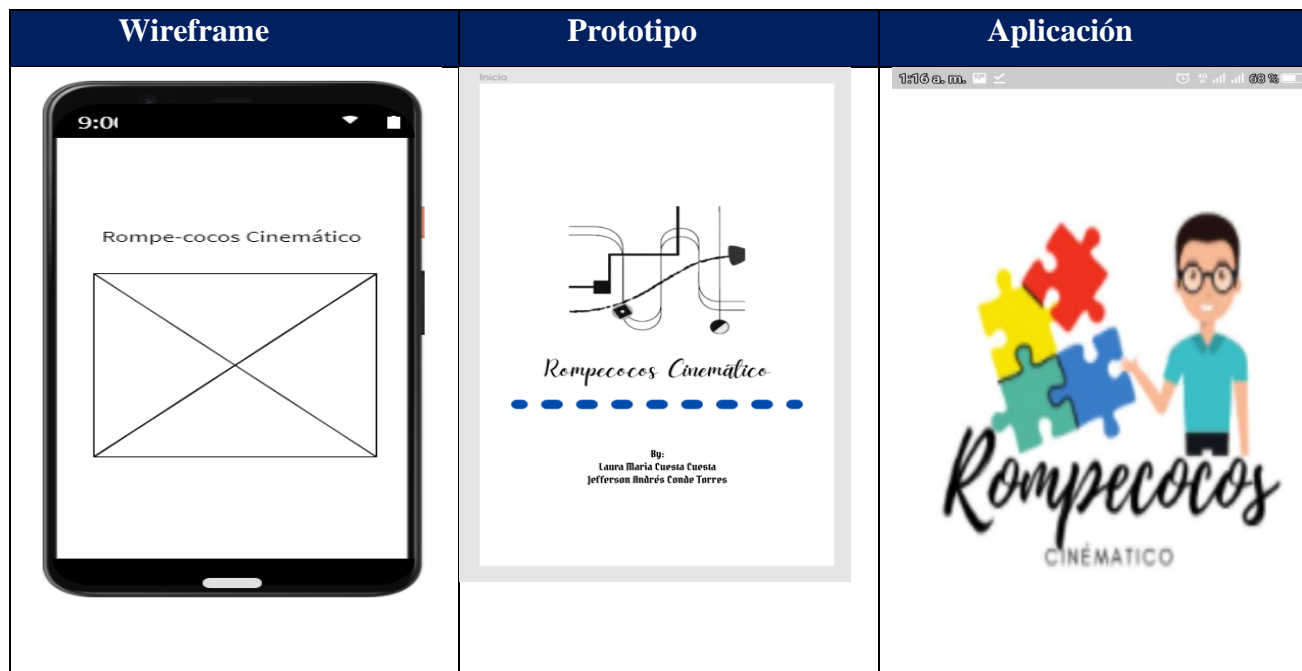 Wireframe
Prototipo
Aplicación
9:0
Rompe-cocos Cinemático
Inicio
Rompecocos Cinemático
By:
Laura Maria Cuesta Cuesta
Jefferson Andrés Conde Torres
1:16 a. m.
68 %
Rompecocos
CINÉMATICO